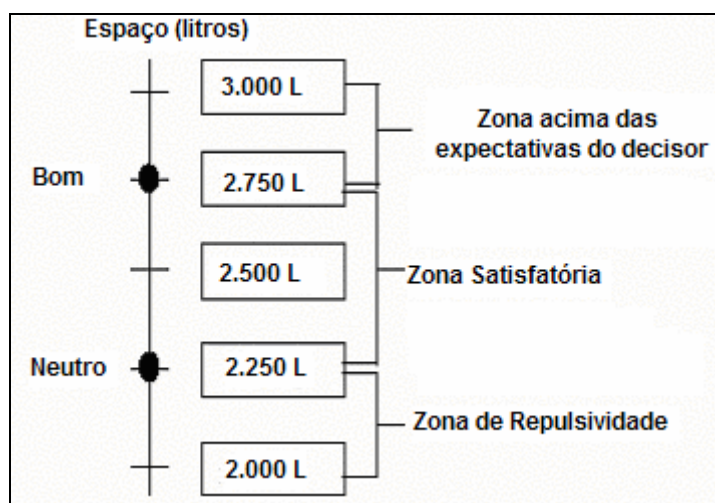 Espaço (litros)
3.000 L
Zona acima das
expectativas do decisor
Bom
2.750 L
2.500 L
Zona Satisfatória
Neutro
2.250 L
Zona de Repulsividade
2.000 L